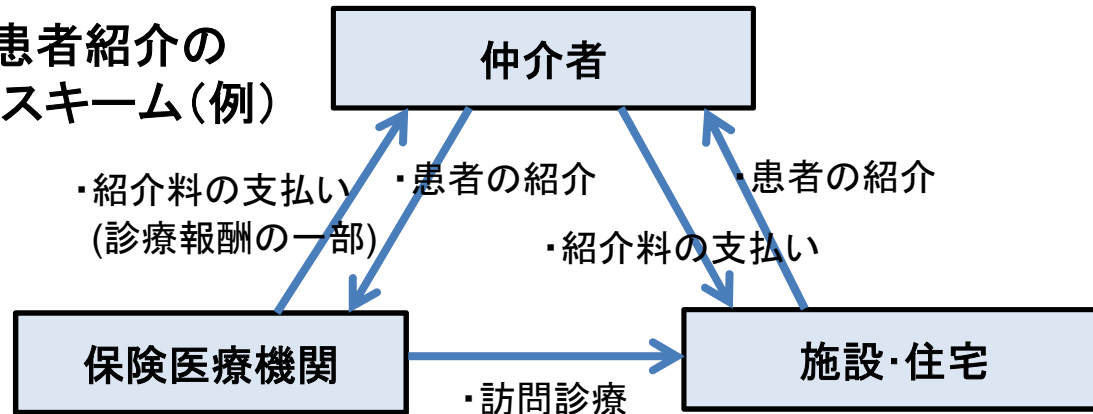 患者紹介の
スキーム(例)
仲介者
・紹介料の支払い
(診療報酬の一部)
・患者の紹介
・紹介料の支払い
・患者の紹介
保険医療機関
・訪問診療
施設・住宅